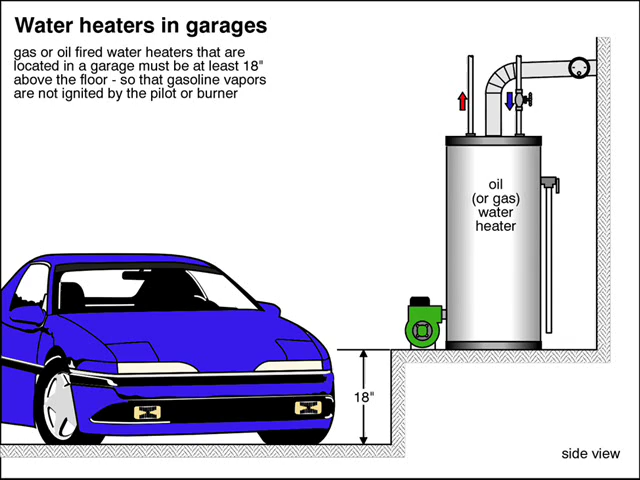 Water heaters in garages
gas or oil fired water heaters that are
located in a garage must be at least 18"
above the floor - so that gasoline vapors
are not ignited by the pilot or burner
oil
(or gas)
water
heater
18"
side view